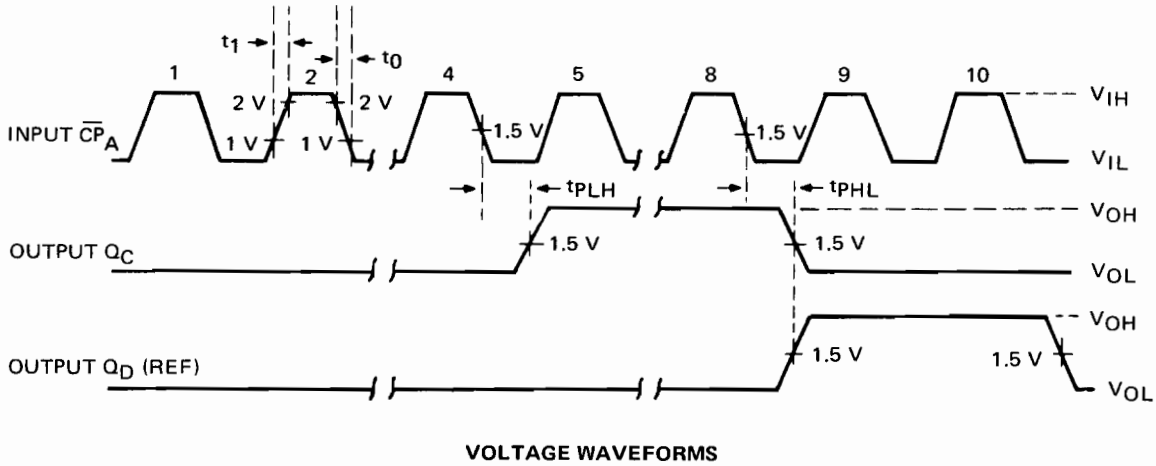 t1 t0
1 2 4 5 8 9 10
2 V 2 V VIH
INPUT C̅P̅A 1 V 1 V 1.5 V 1.5 V
VIL
tPLH tPHL
VOH
OUTPUT QC 1.5 V 1.5 V
VOL
VOH
OUTPUT QD (REF) 1.5 V 1.5 V
VOL
VOLTAGE WAVEFORMS